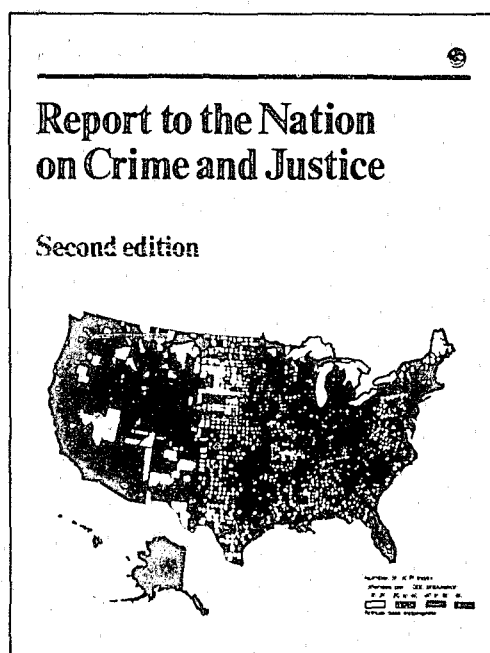 Report to the Nation
on Crime and Justice
Second edition